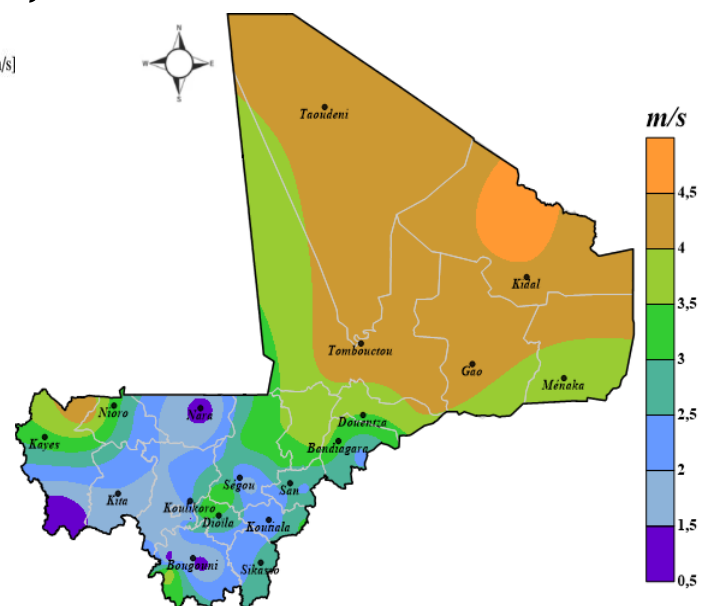 /s]
N
W
E
S
m/s
4,5
4
3,5
3
2,5
2
1,5
0,5
Taoudeni
Kidal
Tombouctou
Gao
Ménaka
Nioro
Nara
Douentza
Kayes
Bandiagara
Ségou
San
Kita
Koulikoro
Dioila
Koutiala
Bougouni
Sikasso